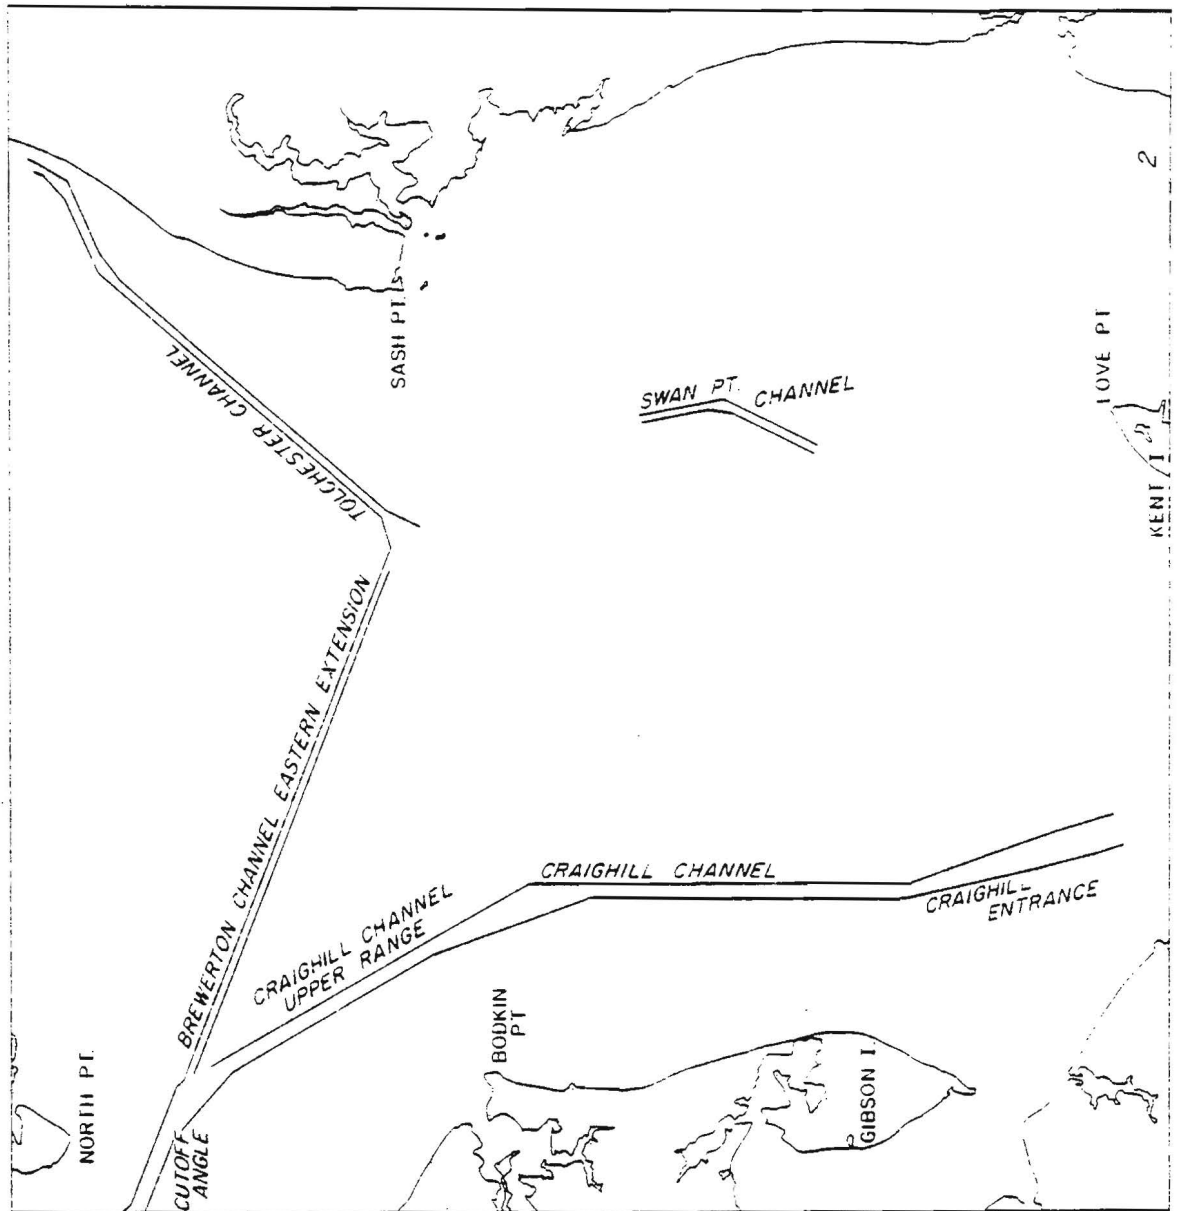 2
SASH PT.
LOVE PT
TOLCHESTER CHANNEL
SWAN PT.
CHANNEL
KENT I
BREWERTON CHANNEL EASTERN EXTENSION
CRAIGHILL CHANNEL
CRAIGHILL
ENTRANCE
CRAIGHILL CHANNEL
UPPER RANGE
BODKIN
PT
NORTH PT.
GIBSON I
CUTOFF
ANGLE